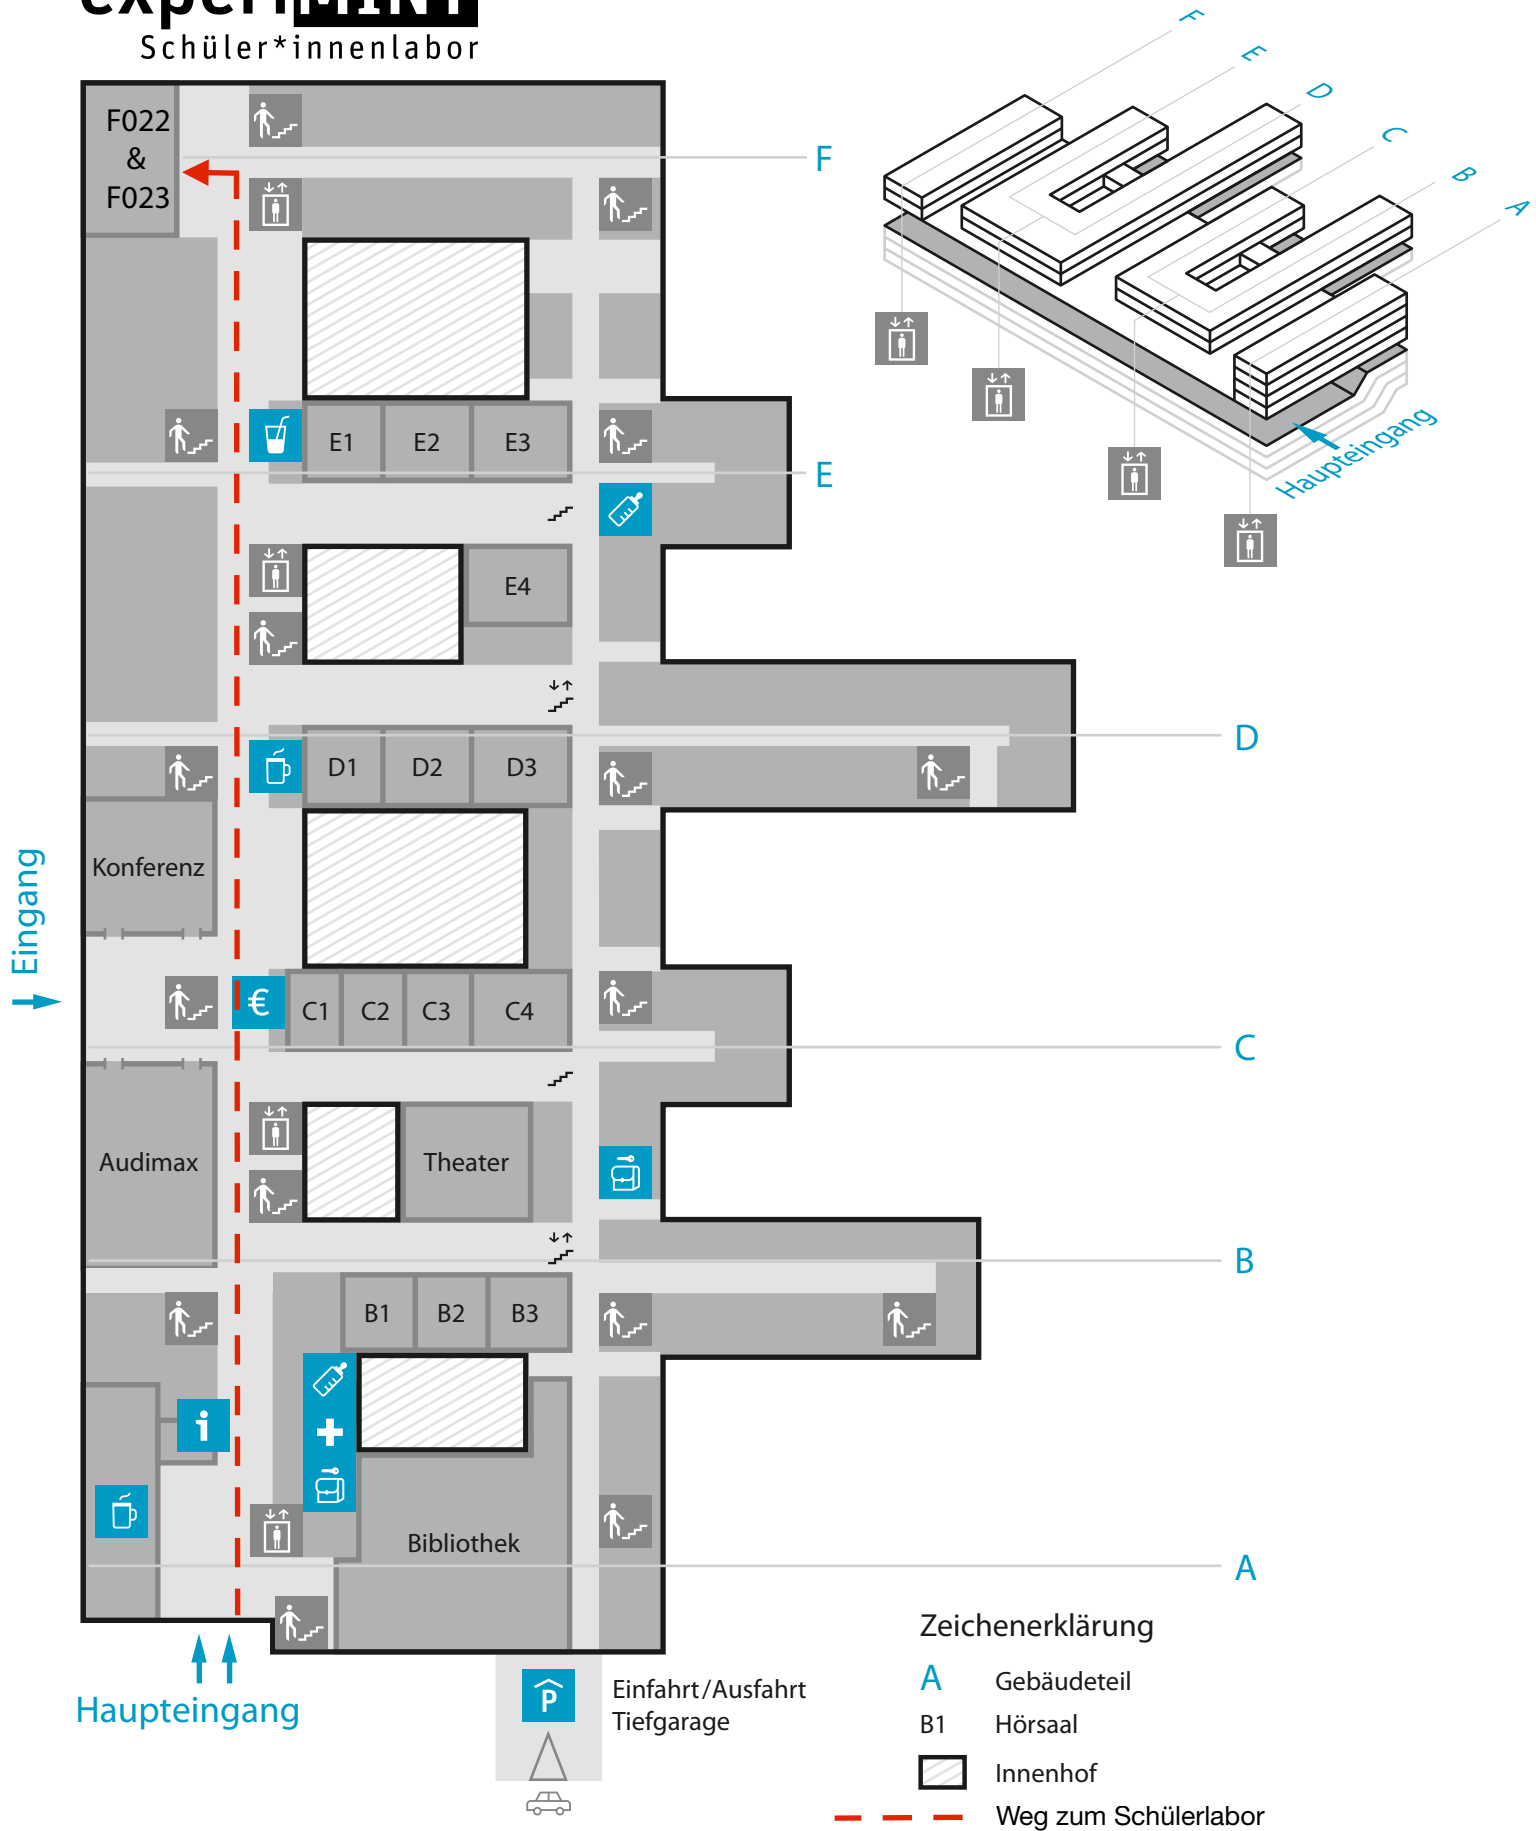 experiMINT
Schüler*innenlabor
F022
&
F023
F
E1
E2
E3
E
E4
D1
D2
D3
D
Konferenz
Eingang
€
C1
C2
C3
C4
C
Audimax
Theater
B
B1
B2
B3
i
Bibliothek
A
Haupteingang
P
Einfahrt/Ausfahrt
Tiefgarage
F
E
D
C
B
A
Haupteingang
Zeichenerklärung
A Gebäudeteil
B1 Hörsaal
Innenhof
Weg zum Schülerlabor